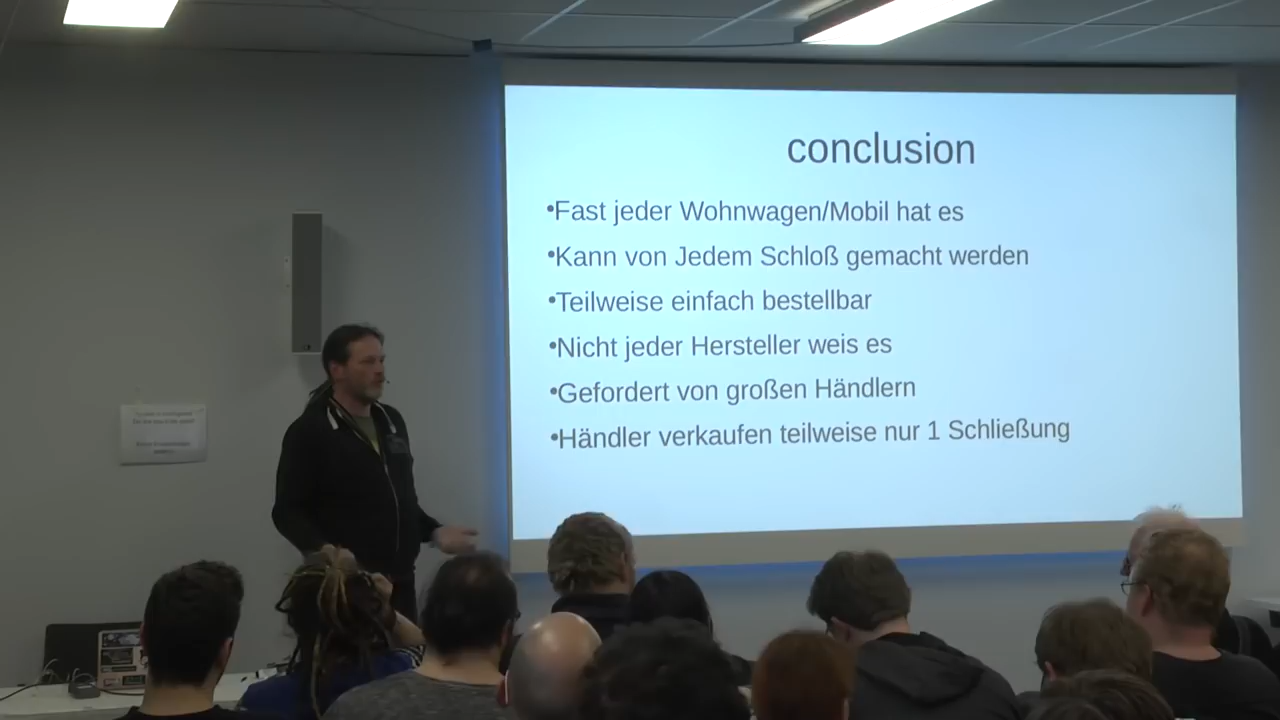 conclusion
•Fast jeder Wohnwagen/Mobil hat es
•Kann von Jedem Schloß gemacht werden
•Teilweise einfach bestellbar
•Nicht jeder Hersteller weis es
•Gefordert von großen Händlern
•Händler verkaufen teilweise nur 1 Schließung